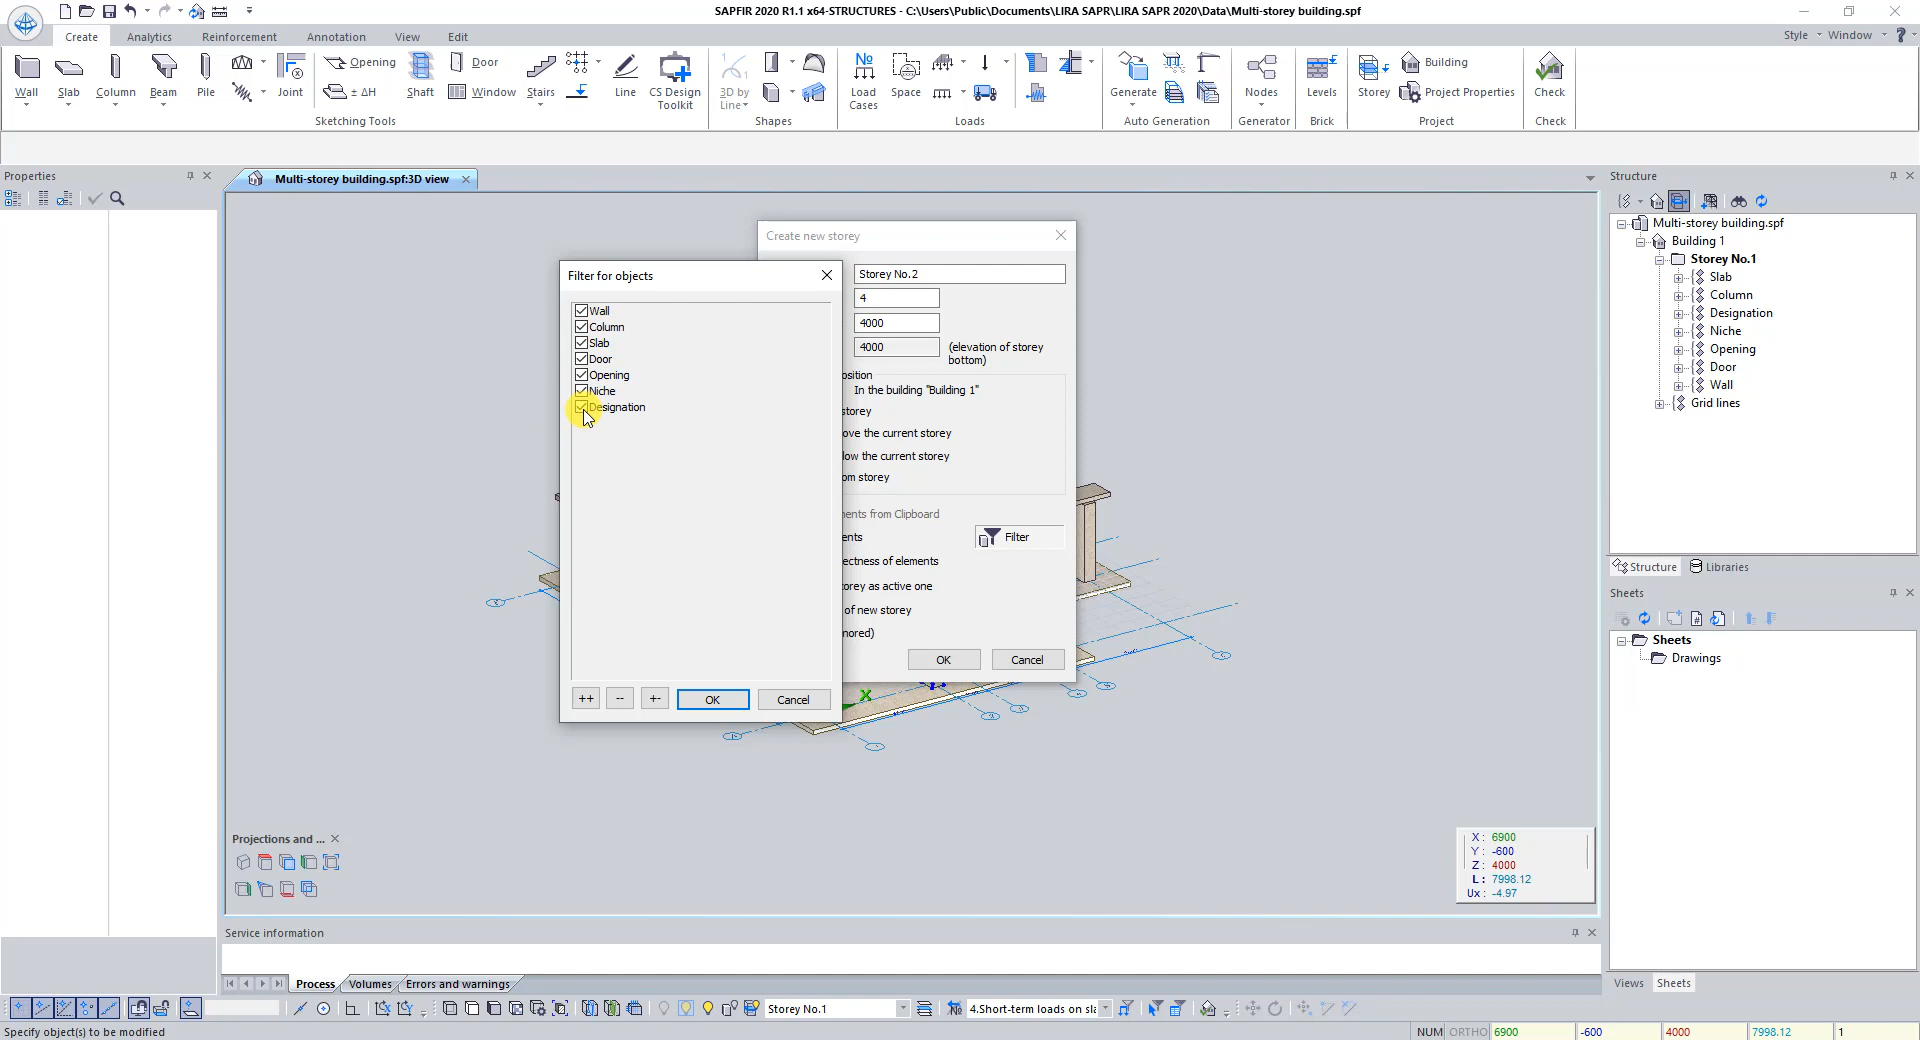 SAPFIR 2020 R1.1 x64-STRUCTURES - C:\Users\Public\Documents\LIRA SAPR\LIRA SAPR 2020\Data\Multi-storey building.spf
Create Analytics Reinforcement Annotation View Edit
Style Window ?
Wall Slab Column Beam Pile Joint
Opening
± ΔH
Shaft
Door
Window
Stairs
Line
CS Design Toolkit
Sketching Tools
3D by Line
Shapes
№
Load Cases
Space
Loads
Generate
Auto Generation
Nodes
Generator
Levels
Brick
Storey
Building
Project Properties
Project
Check
Check
Properties
Multi-storey building.spf:3D view
Create new storey
Storey No.2
4
4000
4000 (elevation of storey bottom)
osition
In the building "Building 1"
storey
ove the current storey
low the current storey
om storey
nents from Clipboard
ents
Filter
ectness of elements
torey as active one
of new storey
nored)
OK Cancel
Filter for objects
Wall
Column
Slab
Door
Opening
Niche
Designation
++ -- +- OK Cancel
X
Structure
Multi-storey building.spf
Building 1
Storey No.1
Slab
Column
Designation
Niche
Opening
Door
Wall
Grid lines
Structure Libraries
Sheets
Sheets
Drawings
Views Sheets
Projections and ...
X: 6900
Y: -600
Z: 4000
L: 7998.12
Ux: -4.97
Service information
Process Volumes Errors and warnings
Storey No.1
4.Short-term loads on sla
Specify object(s) to be modified
NUM ORTHO 6900 -600 4000 7998.12 1